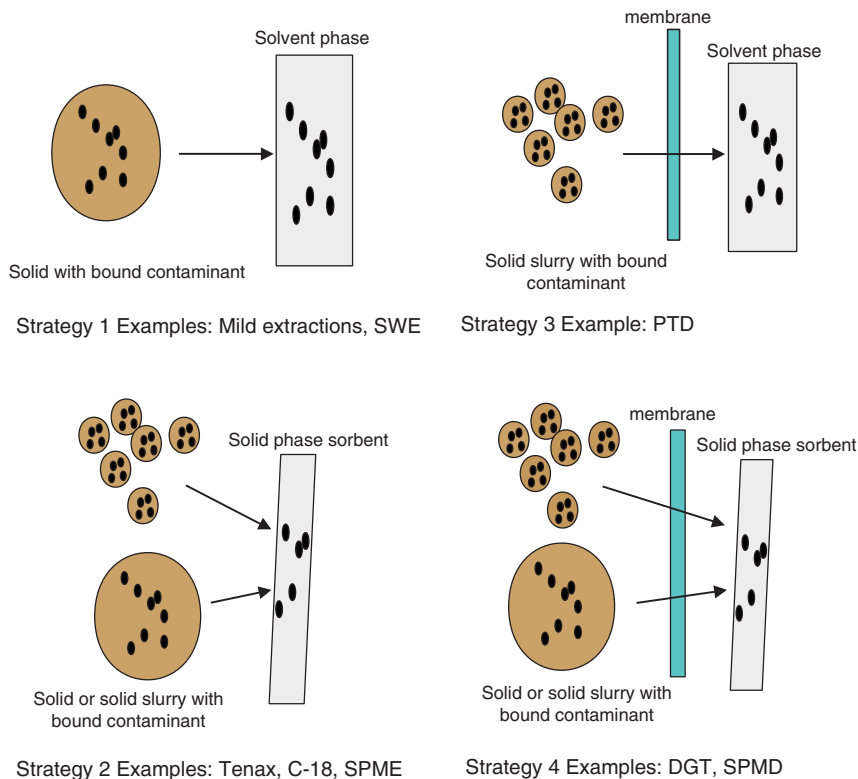 Solvent phase
Solid with bound contaminant
Strategy 1 Examples: Mild extractions, SWE
membrane
Solvent phase
Solid slurry with bound
contaminant
Strategy 3 Example: PTD
Solid phase sorbent
Solid or solid slurry with
bound contaminant
Strategy 2 Examples: Tenax, C-18, SPME
membrane
Solid phase sorbent
Solid or solid slurry with
bound contaminant
Strategy 4 Examples: DGT, SPMD